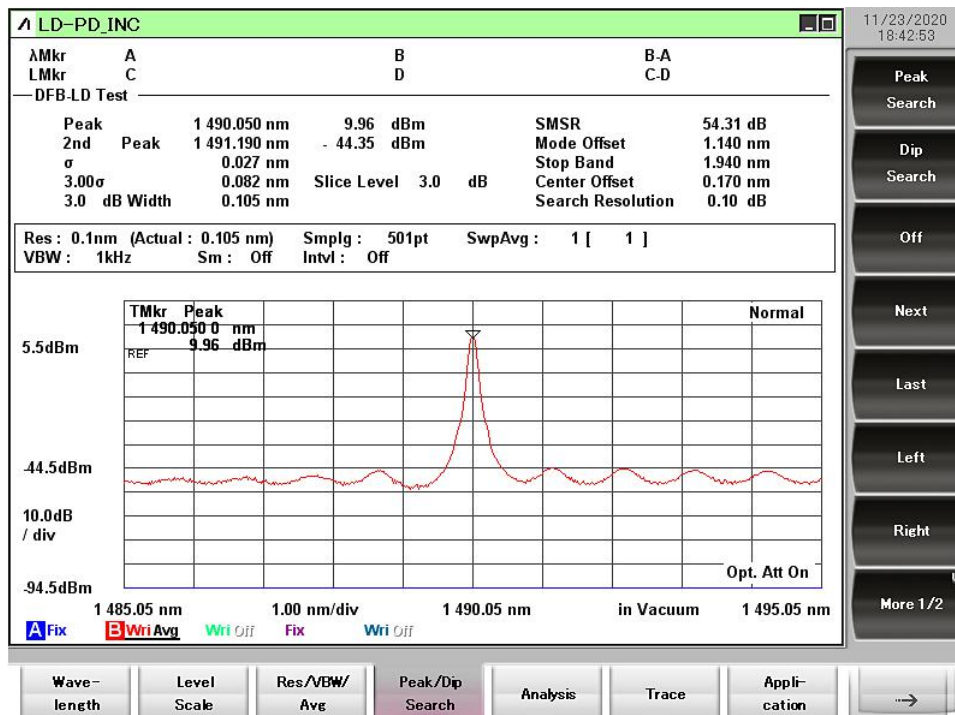 LD-PD_INC
11/23/2020
18:42:53
λMkr A B B-A
LMkr C D C-D
DFB-LD Test
Peak 1 490.050 nm 9.96 dBm SMSR 54.31 dB
2nd Peak 1 491.190 nm - 44.35 dBm Mode Offset 1.140 nm
σ 0.027 nm Stop Band 1.940 nm
3.00σ 0.082 nm Slice Level 3.0 dB Center Offset 0.170 nm
3.0 dB Width 0.105 nm Search Resolution 0.10 dB
Res : 0.1nm (Actual : 0.105 nm) Smplg : 501pt SwpAvg : 1 [ 1 ]
VBW : 1kHz Sm : Off Intvl : Off
TMkr Peak Normal
1 490.050 0 nm
5.5dBm REF 9.96 dBm
-44.5dBm
10.0dB
/ div
Opt. Att On
-94.5dBm
1 485.05 nm 1.00 nm/div 1 490.05 nm in Vacuum 1 495.05 nm
A Fix B Wri Avg Wri Off Fix Wri Off
Peak
Search
Dip
Search
Off
Next
Last
Left
Right
More 1/2
Wave-
length
Level
Scale
Res/VBW/
Avg
Peak/Dip
Search
Analysis
Trace
Appli-
cation